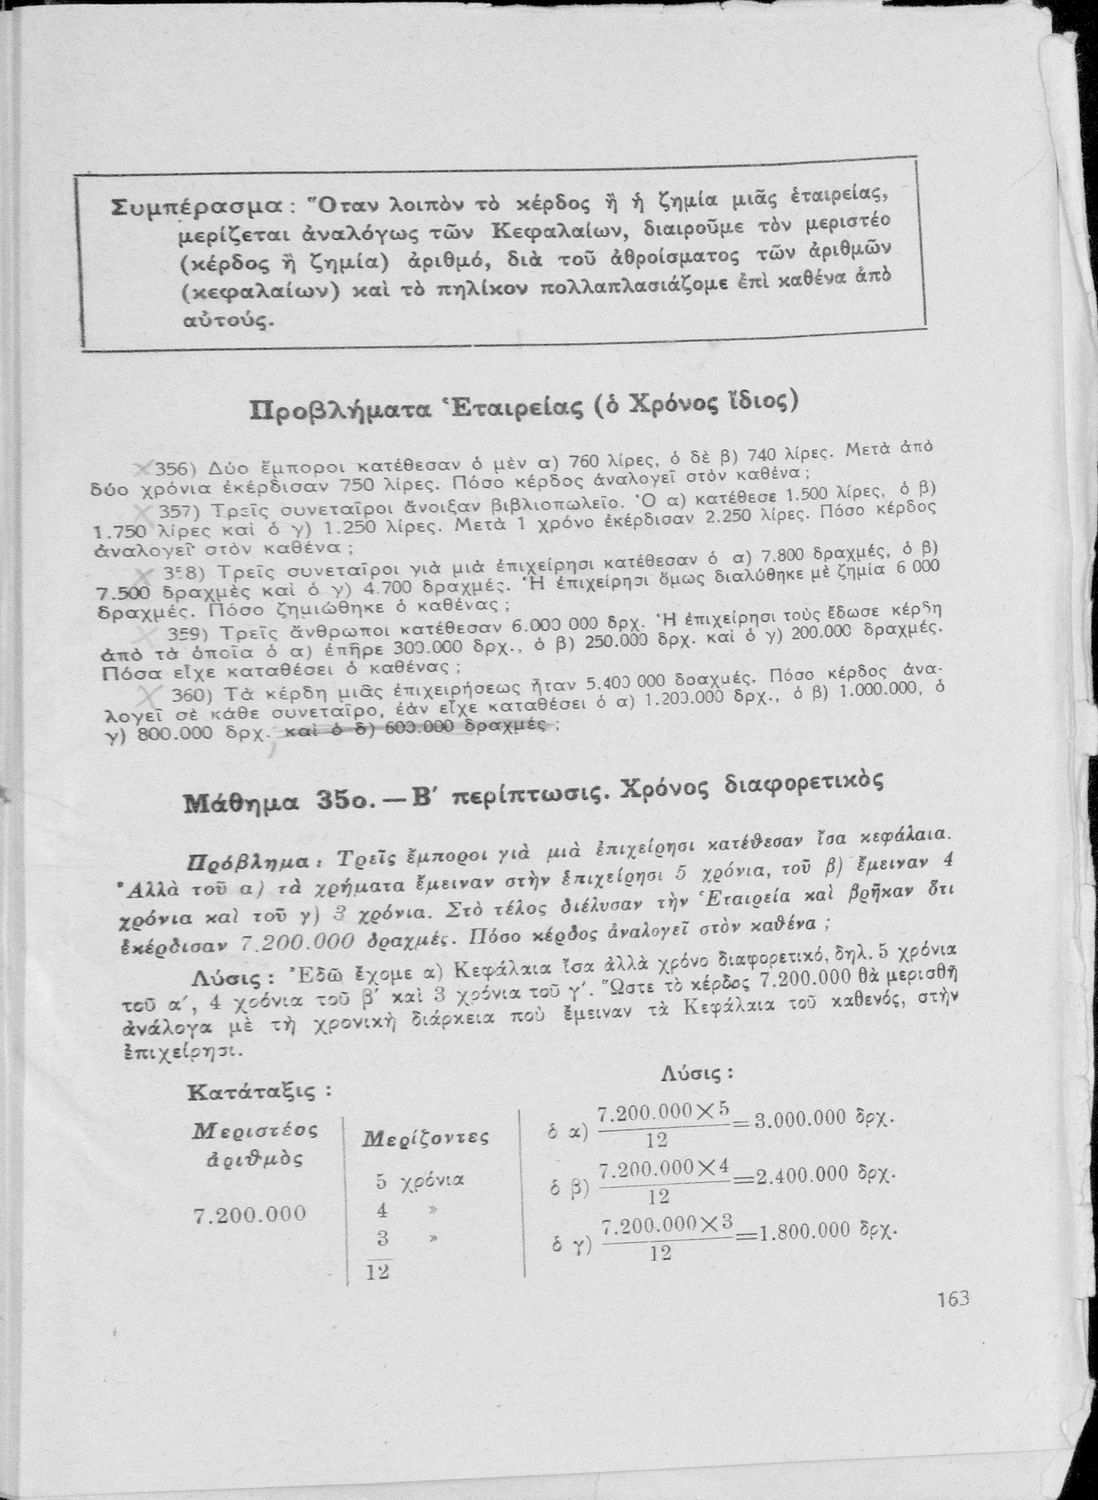 Συμπέρασμα: Ὅταν λοιπὸν τὸ κέρδος ἢ ἡ ζημία μιᾶς ἑταιρείας,
μερίζεται ἀναλόγως τῶν Κεφαλαίων, διαιροῦμε τὸν μεριστέο
(κέρδος ἢ ζημία) ἀριθμό, διὰ τοῦ ἀθροίσματος τῶν ἀριθμῶν
(κεφαλαίων) καὶ τὸ πηλίκον πολλαπλασιάζομε ἐπὶ καθένα ἀπὸ
αὐτούς.
Προβλήματα Ἑταιρείας (ὁ Χρόνος ἴδιος)
356) Δύο ἔμποροι κατέθεσαν ὁ μὲν α) 760 λίρες, ὁ δὲ β) 740 λίρες. Μετὰ ἀπὸ
δύο χρόνια ἐκέρδισαν 750 λίρες. Πόσο κέρδος ἀναλογεῖ στὸν καθένα;
357) Τρεῖς συνεταῖροι ἄνοιξαν βιβλιοπωλεῖο. Ὁ α) κατέθεσε 1.500 λίρες, ὁ β)
1.750 λίρες καὶ ὁ γ) 1.250 λίρες. Μετὰ 1 χρόνο ἐκέρδισαν 2.250 λίρες. Πόσο κέρδος
ἀναλογεῖ στὸν καθένα;
358) Τρεῖς συνεταῖροι γιὰ μιὰ ἐπιχείρησι κατέθεσαν ὁ α) 7.800 δραχμές, ὁ β)
7.500 δραχμὲς καὶ ὁ γ) 4.700 δραχμές. Ἡ ἐπιχείρησι ὅμως διαλύθηκε μὲ ζημία 6 000
δραχμές. Πόσο ζημιώθηκε ὁ καθένας;
359) Τρεῖς ἄνθρωποι κατέθεσαν 6.000 000 δρχ. Ἡ ἐπιχείρησι τοὺς ἔδωσε κέρδη
ἀπὸ τὰ ὁποῖα ὁ α) ἐπῆρε 300.000 δρχ., ὁ β) 250.000 δρχ. καὶ ὁ γ) 200.000 δραχμές.
Πόσα εἶχε καταθέσει ὁ καθένας;
360) Τὰ κέρδη μιᾶς ἐπιχειρήσεως ἦταν 5.400 000 δραχμές. Πόσο κέρδος ἀνα-
λογεῖ σὲ κάθε συνεταῖρο, ἐὰν εἶχε καταθέσει ὁ α) 1.200.000 δρχ., ὁ β) 1.000.000, ὁ
γ) 800.000 δρχ. καὶ ὁ δ) 600.000 δραχμές;
Μάθημα 35ο. — Β′ περίπτωσις. Χρόνος διαφορετικὸς
Πρόβλημα: Τρεῖς ἔμποροι γιὰ μιὰ ἐπιχείρησι κατέθεσαν ἴσα κεφάλαια.
Ἀλλὰ τοῦ α) τὰ χρήματα ἔμειναν στὴν ἐπιχείρησι 5 χρόνια, τοῦ β) ἔμειναν 4
χρόνια καὶ τοῦ γ) 3 χρόνια. Στὸ τέλος διέλυσαν τὴν Ἑταιρεία καὶ βρῆκαν ὅτι
ἐκέρδισαν 7.200.000 δραχμές. Πόσο κέρδος ἀναλογεῖ στὸν καθένα;
Λύσις: Ἐδῶ ἔχομε α) Κεφάλαια ἴσα ἀλλὰ χρόνο διαφορετικό, δηλ. 5 χρόνια
τοῦ α′, 4 χρόνια τοῦ β′ καὶ 3 χρόνια τοῦ γ′. Ὥστε τὸ κέρδος 7.200.000 θὰ μερισθῆ
ἀνάλογα μὲ τὴ χρονικὴ διάρκεια ποὺ ἔμειναν τὰ Κεφάλαια τοῦ καθενός, στὴν
ἐπιχείρησι.
Κατάταξις:
Μεριστέος
ἀριθμὸς
7.200.000
Μερίζοντες
5 χρόνια
4 »
3 »
12
Λύσις:
ὁ α) 7.200.000×5
12
=3.000.000 δρχ.
ὁ β) 7.200.000×4
12
=2.400.000 δρχ.
ὁ γ) 7.200.000×3
12
=1.800.000 δρχ.
163